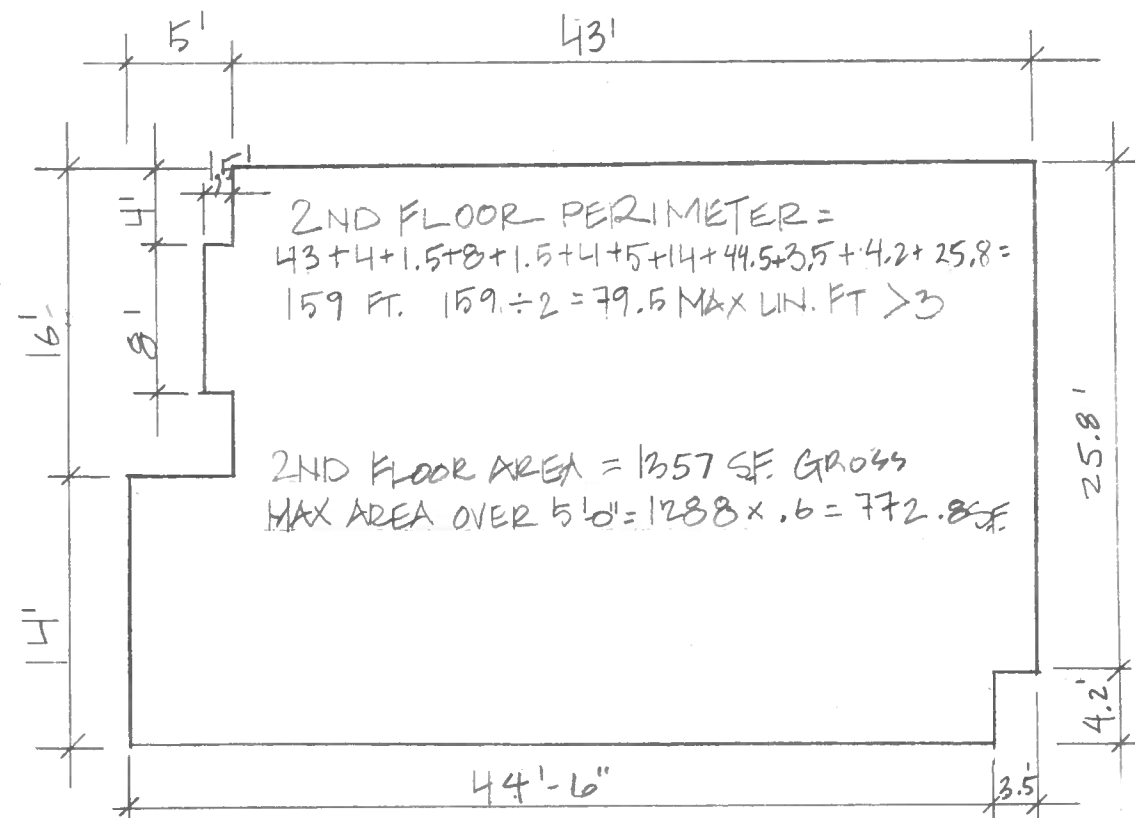 5' 43'
1.5'
4'
2ND FLOOR PERIMETER =
43+4+1.5+8+1.5+4+5+14+44.5+3.5+4.2+25.8=
159 FT. 159 ÷ 2 = 79.5 MAX LIN. FT >3
16'
8'
25.8'
2ND FLOOR AREA = 1357 SF. GROSS
MAX AREA OVER 5'0" = 1288 x .6 = 772.8 SF.
14'
4.2'
44'-6" 3.5'